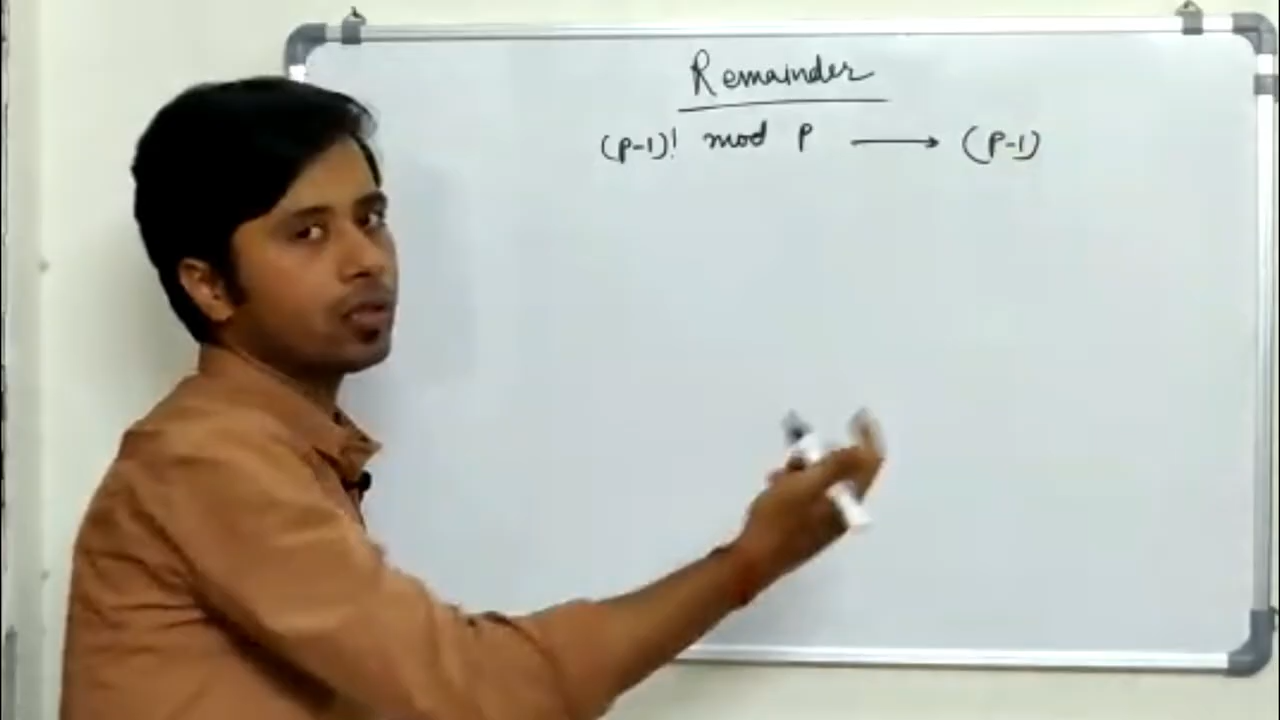 Remainder
(P-1)! mod P ⟶ (P-1)